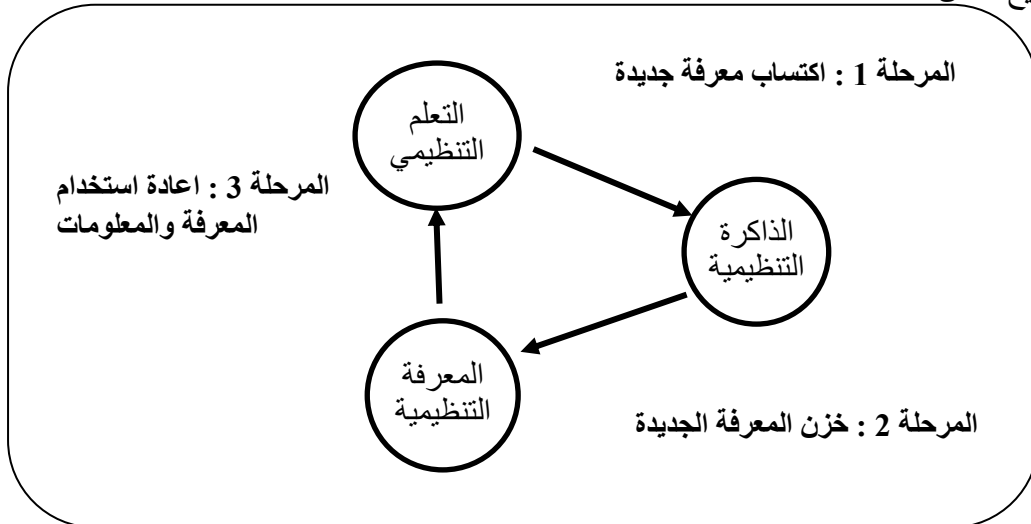 المرحلة 1 : اكتساب معرفة جديدة
التعلم
التنظيمي
المرحلة 3 : اعادة استخدام
المعرفة والمعلومات
الذاكرة
التنظيمية
المعرفة
التنظيمية
المرحلة 2 : خزن المعرفة الجديدة